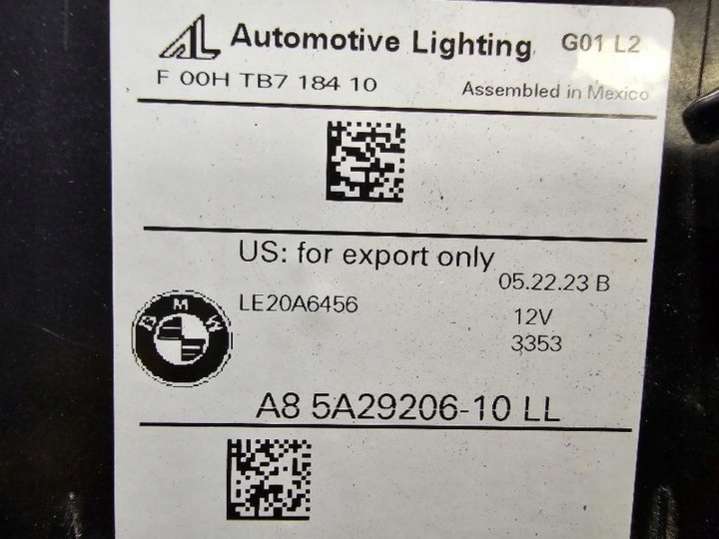 AL Automotive Lighting G01 L2
F 00H TB7 184 10 Assembled in Mexico
US: for export only
05.22.23 B
LE20A6456
12V
BMW
3353
A8 5A29206-10 LL